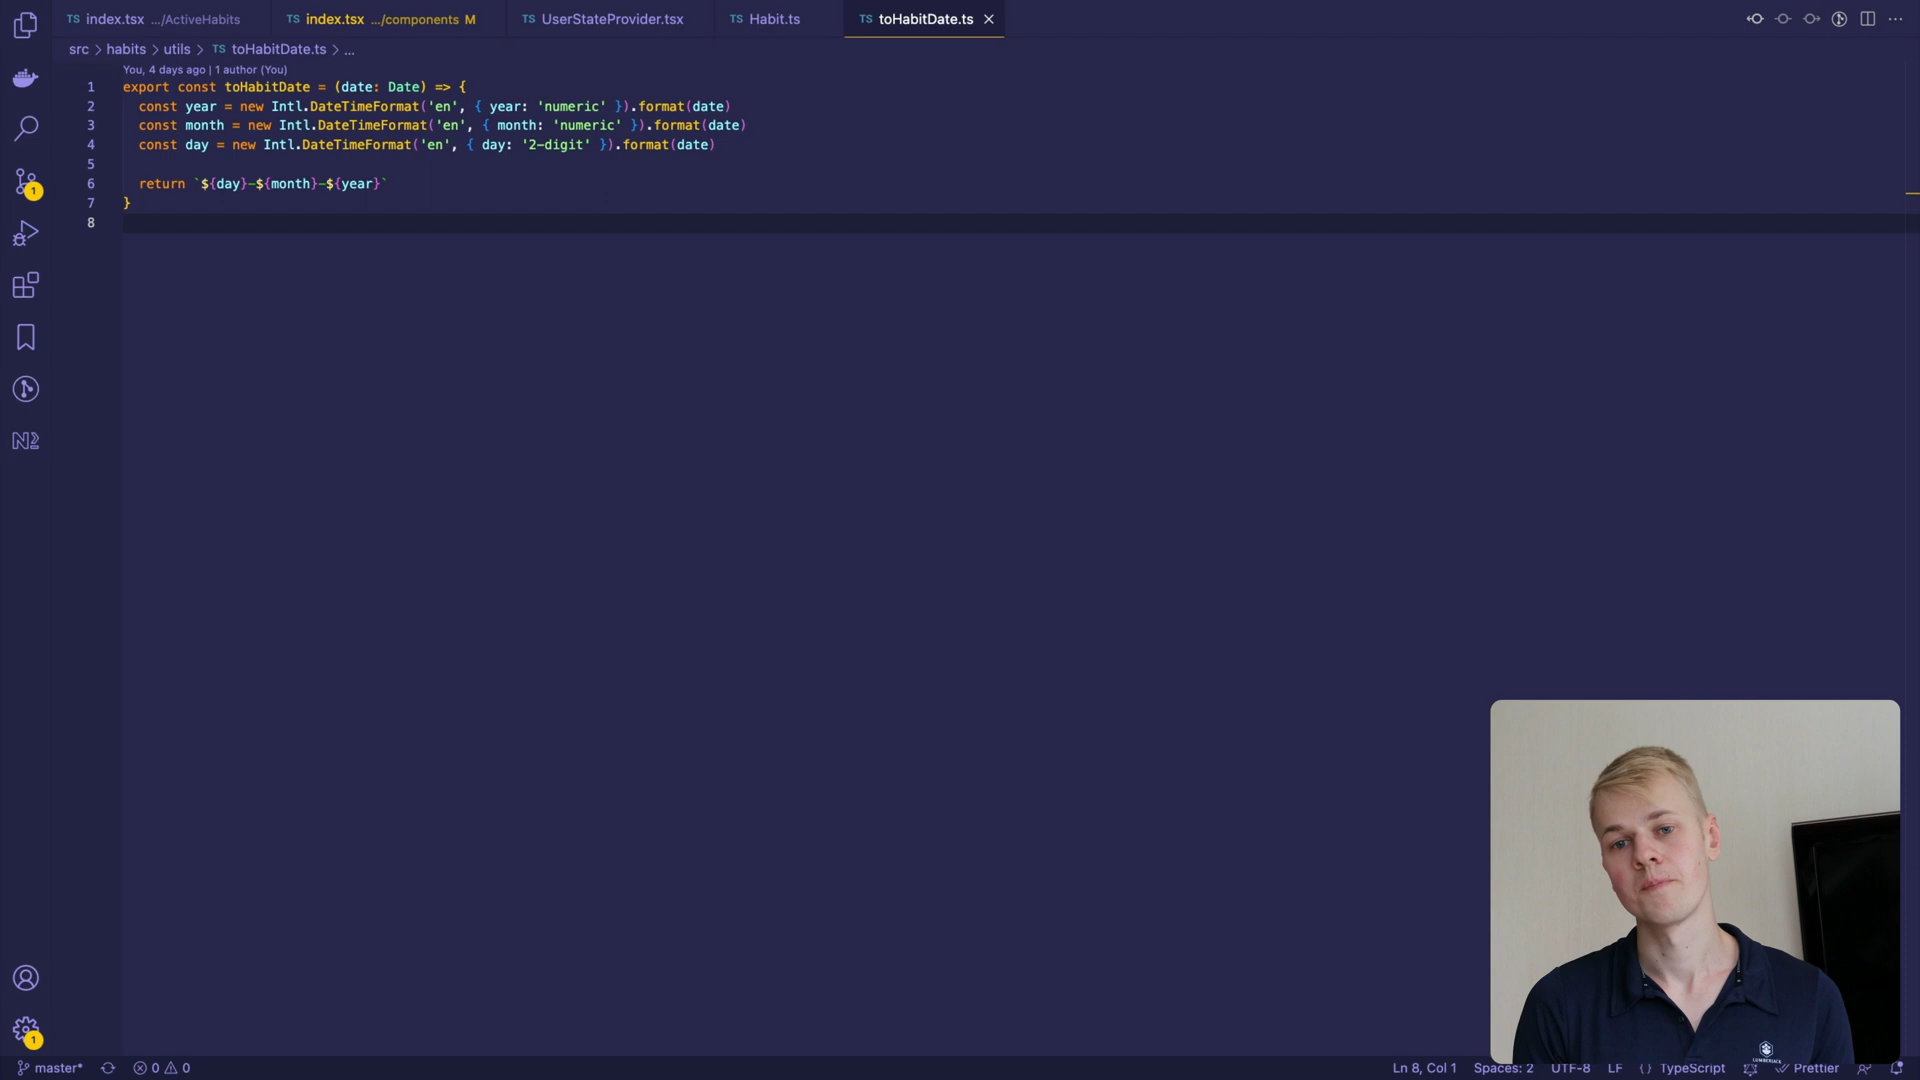 TS index.tsx .../ActiveHabits TS index.tsx .../components M TS UserStateProvider.tsx TS Habit.ts TS toHabitDate.ts
src > habits > utils > TS toHabitDate.ts > ...
You, 4 days ago | 1 author (You)
1 export const toHabitDate = (date: Date) => {
2 const year = new Intl.DateTimeFormat('en', { year: 'numeric' }).format(date)
3 const month = new Intl.DateTimeFormat('en', { month: 'numeric' }).format(date)
4 const day = new Intl.DateTimeFormat('en', { day: '2-digit' }).format(date)
5
6 return `${day}-${month}-${year}`
7 }
8
1
1
LUMBERJACK
master* 0 0 Ln 8, Col 1 Spaces: 2 UTF-8 LF {} TypeScript Prettier